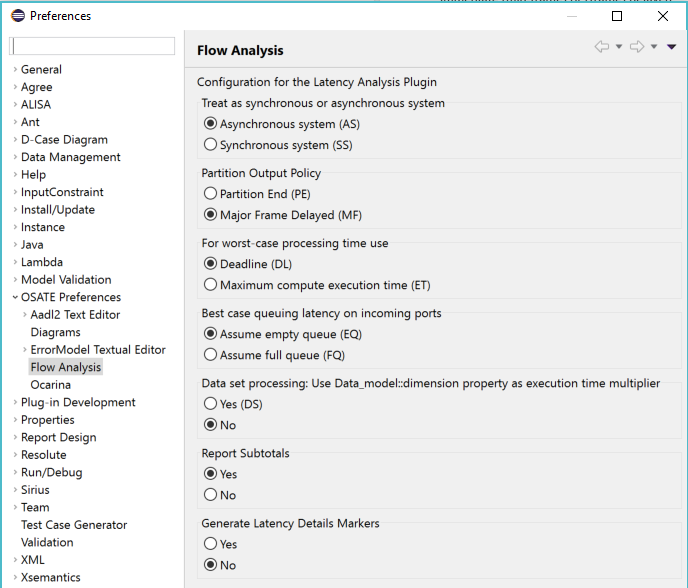 Preferences
General
Agree
ALISA
Ant
D-Case Diagram
Data Management
Help
InputConstraint
Install/Update
Instance
Java
Lambda
Model Validation
OSATE Preferences
Aadl2 Text Editor
Diagrams
ErrorModel Textual Editor
Flow Analysis
Ocarina
Plug-in Development
Properties
Report Design
Resolute
Run/Debug
Sirius
Team
Test Case Generator
Validation
XML
Xsemantics
Flow Analysis
Configuration for the Latency Analysis Plugin
Treat as synchronous or asynchronous system
Asynchronous system (AS)
Synchronous system (SS)
Partition Output Policy
Partition End (PE)
Major Frame Delayed (MF)
For worst-case processing time use
Deadline (DL)
Maximum compute execution time (ET)
Best case queuing latency on incoming ports
Assume empty queue (EQ)
Assume full queue (FQ)
Data set processing: Use Data_model::dimension property as execution time multiplier
Yes (DS)
No
Report Subtotals
Yes
No
Generate Latency Details Markers
Yes
No